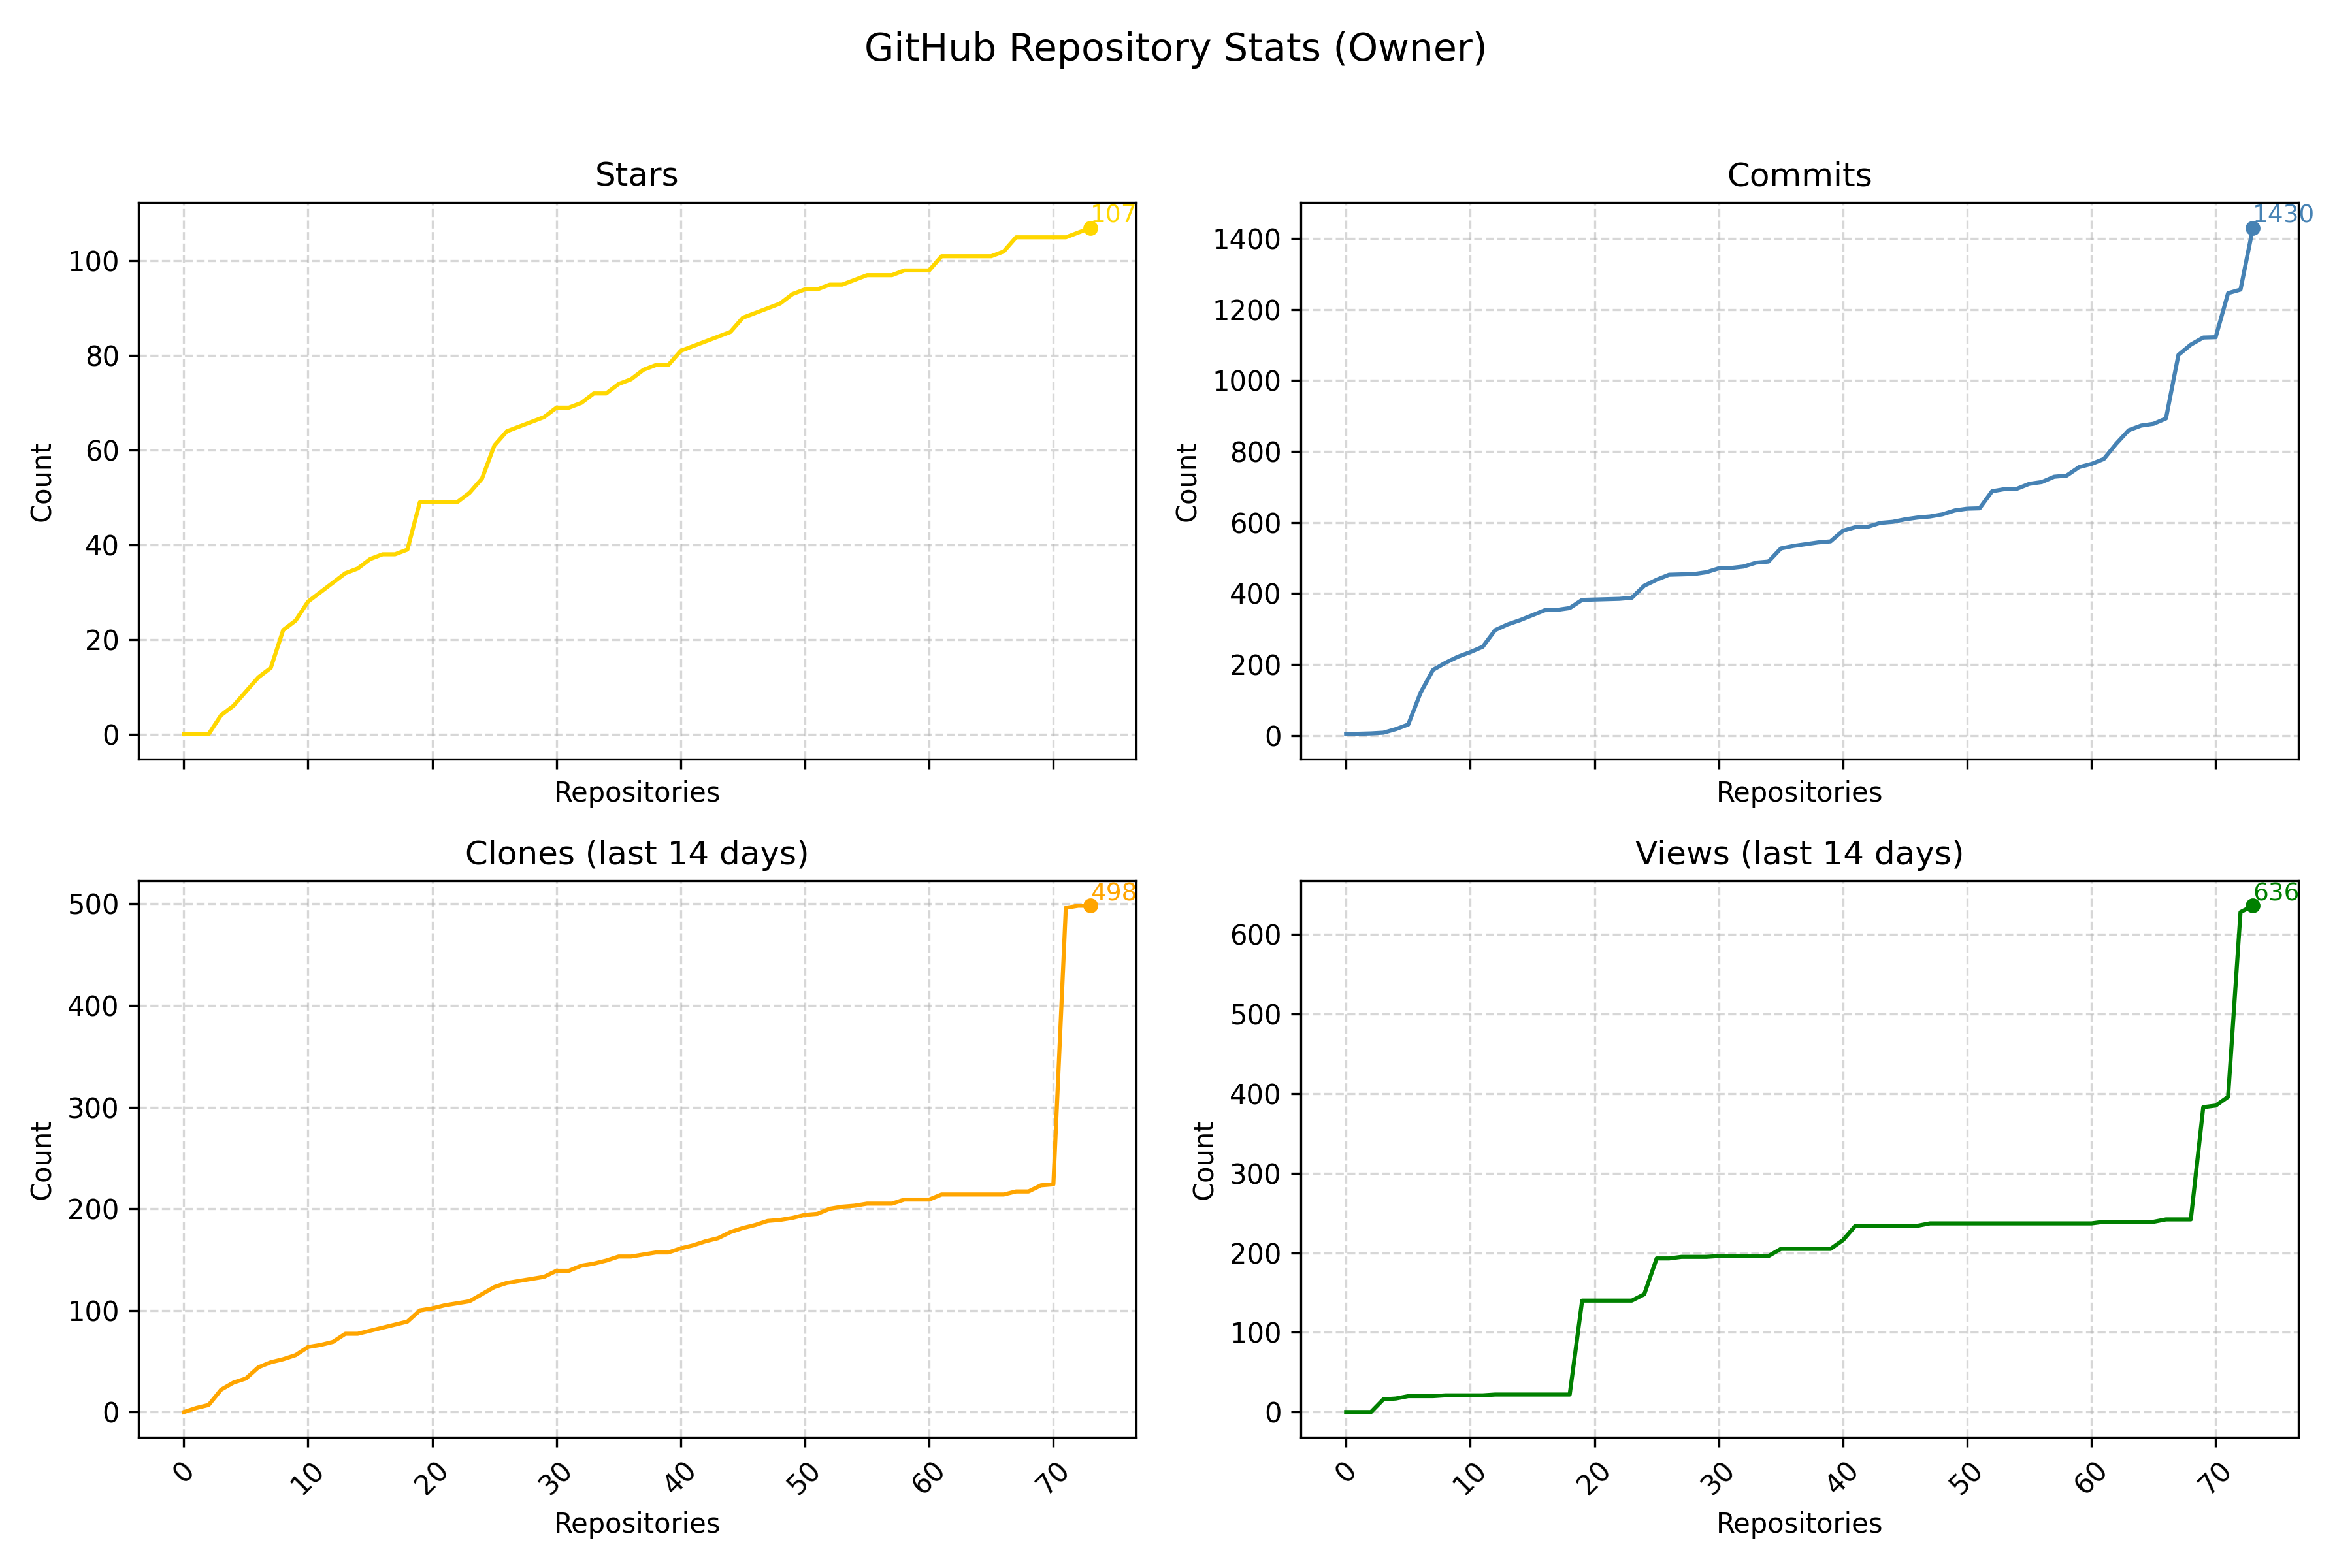 GitHub Repository Stats (Owner)
Stars
107
100
80
60
40
20
0
Count
Repositories
Commits
1430
1400
1200
1000
800
600
400
200
0
Count
Repositories
Clones (last 14 days)
498
500
400
300
200
100
0
Count
0 10 20 30 40 50 60 70
Repositories
Views (last 14 days)
636
600
500
400
300
200
100
0
Count
0 10 20 30 40 50 60 70
Repositories